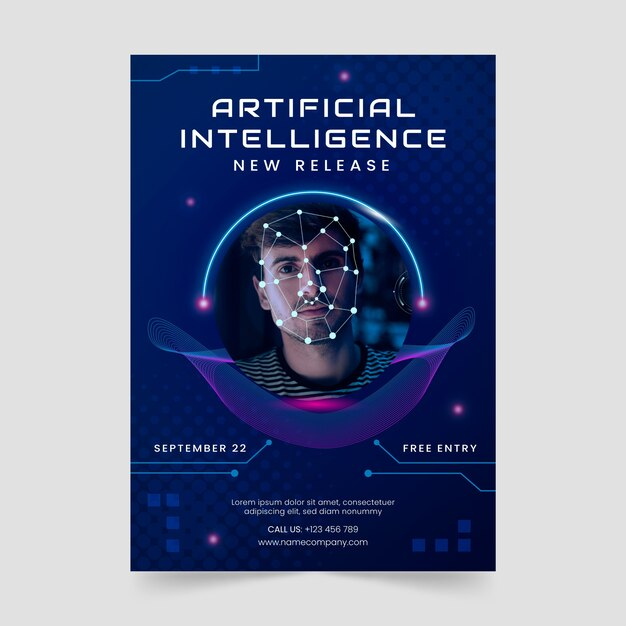 ARTIFICIAL
INTELLIGENCE
NEW RELEASE
SEPTEMBER 22
FREE ENTRY
Lorem ipsum dolor sit amet, consectetuer
adipiscing elit, sed diam nonummy
CALL US: +123 456 789
www.namecompany.com